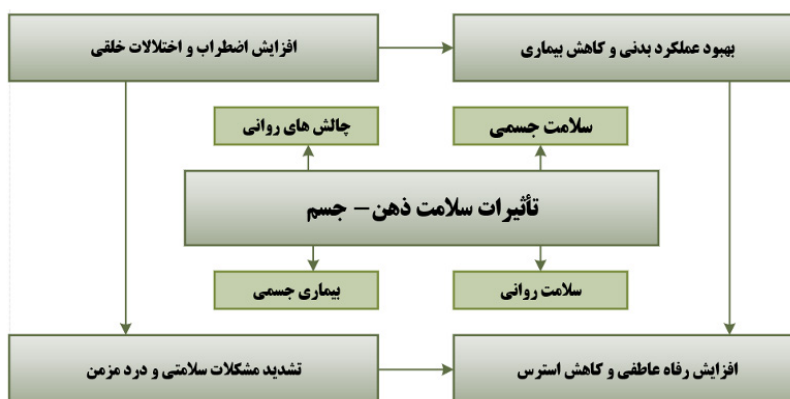 بهبود عملکرد بدنی و کاهش بیماری
افزایش اضطراب و اختلالات خلقی
سلامت جسمی
چالش های روانی
تأثیرات سلامت ذهن – جسم
سلامت روانی
بیماری جسمی
افزایش رفاه عاطفی و کاهش استرس
تشدید مشکلات سلامتی و درد مزمن